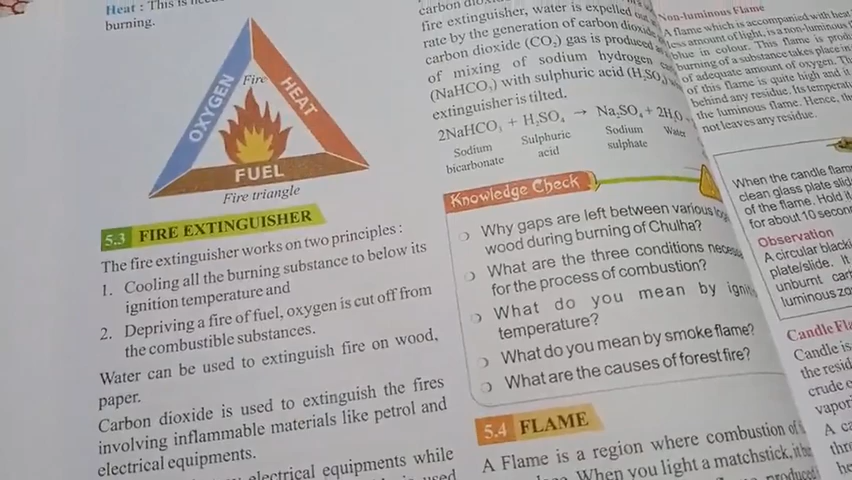 Heat : This is
burning.
OXYGEN
Fire
HEAT
FUEL
Fire triangle
5.3 FIRE EXTINGUISHER
The fire extinguisher works on two principles :
1. Cooling all the burning substance to below its
ignition temperature and
2. Depriving a fire of fuel, oxygen is cut off from
the combustible substances.
Water can be used to extinguish fire on wood,
paper.
Carbon dioxide is used to extinguish the fires
involving inflammable materials like petrol and
electrical equipments.
electrical equipments while
used
carbon
fire extinguisher, water is expelled out
rate by the generation of carbon dioxide
carbon dioxide (CO₂) gas is produced
of mixing of sodium hydrogen
(NaHCO₃) with sulphuric acid (H₂SO₄)
extinguisher is tilted.
2NaHCO₃ + H₂SO₄ → Na₂SO₄ + 2H₂O
Sodium Sulphuric Sodium Water
bicarbonate acid sulphate
Knowledge Check
Why gaps are left between various
wood during burning of Chulha?
What are the three conditions
for the process of combustion?
What do you mean by
temperature?
What do you mean by smoke flame?
What are the causes of forest fire?
5.4 FLAME
A Flame is a region where combustion of
When you light a matchstick,
produced
Non-luminous Flame
A flame which is accompanied with heat
less amount of light, is a non-luminous
blue in colour. This flame is
burning of a substance takes place in
of adequate amount of oxygen.
of this flame is quite high and it
behind any residue. Its
the luminous flame. Hence,
not leaves any residue.
When the candle flame
clean glass plate
of the flame. Hold it
for about 10
Observation
A circular
plate/slide. It
unburnt
luminous
Candle
Candle is
the
crude
A